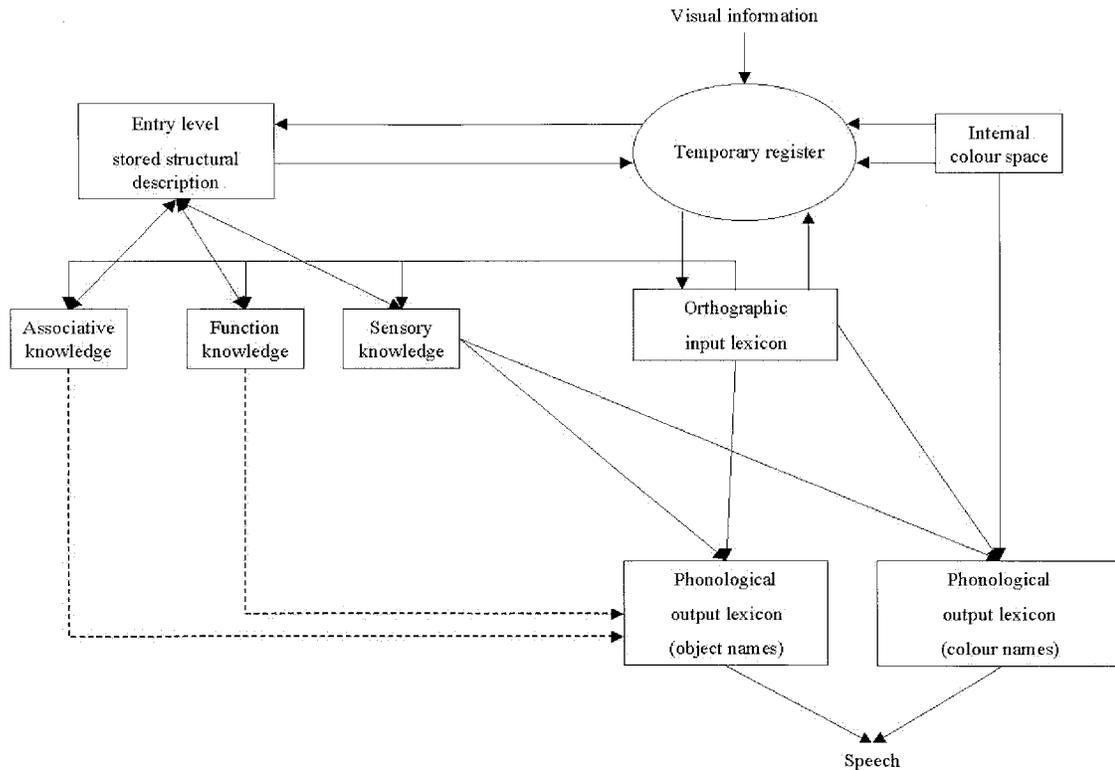 Visual information
Entry level
stored structural
description
Temporary register
Internal
colour space
Associative
knowledge
Function
knowledge
Sensory
knowledge
Orthographic
input lexicon
Phonological
output lexicon
(object names)
Phonological
output lexicon
(colour names)
Speech